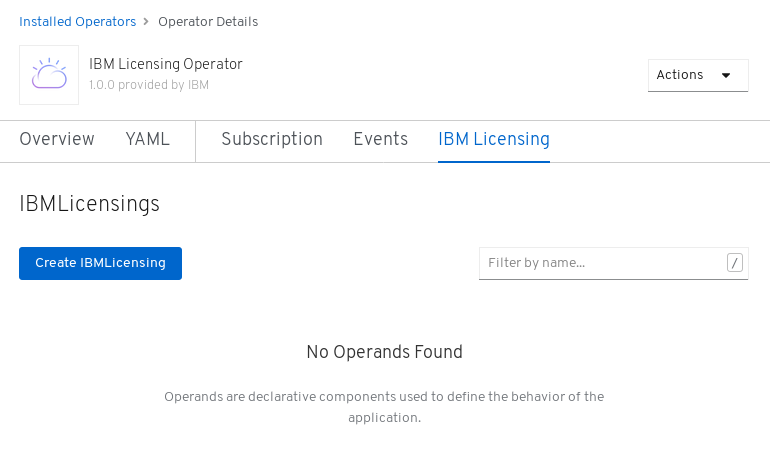 Installed Operators > Operator Details
IBM Licensing Operator
1.0.0 provided by IBM
Actions
Overview YAML Subscription Events IBM Licensing
IBMLicensings
Create IBMLicensing
Filter by name...
/
No Operands Found
Operands are declarative components used to define the behavior of the
application.